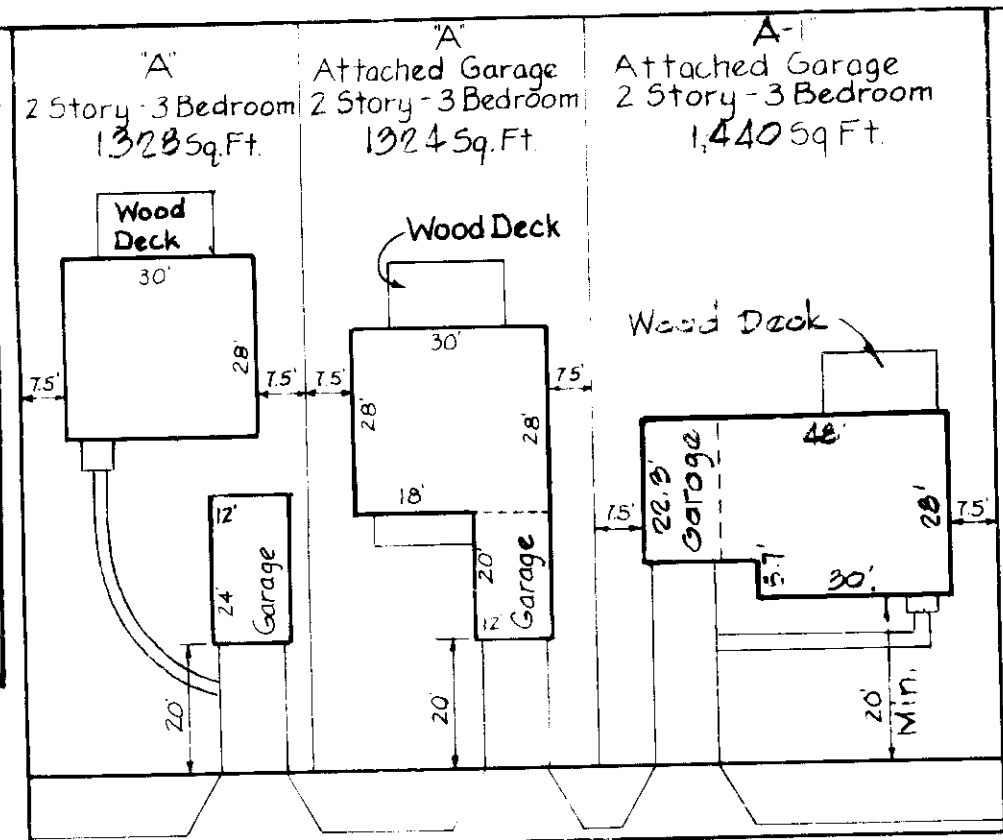 "A"
2 Story - 3 Bedroom
1328 Sq. Ft.
Wood
Deck
30'
28'
7.5'
7.5'
12'
24'
Garage
20'
"A"
Attached Garage
2 Story - 3 Bedroom
1324 Sq. Ft.
Wood Deck
30'
7.5'
7.5'
28'
28'
18'
20'
12'
Garage
20'
A-1
Attached Garage
2 Story - 3 Bedroom
1,440 Sq Ft.
Wood Deck
48'
22.3'
Garage
28'
7.5'
7.5'
5.7'
30'
20'
Min.